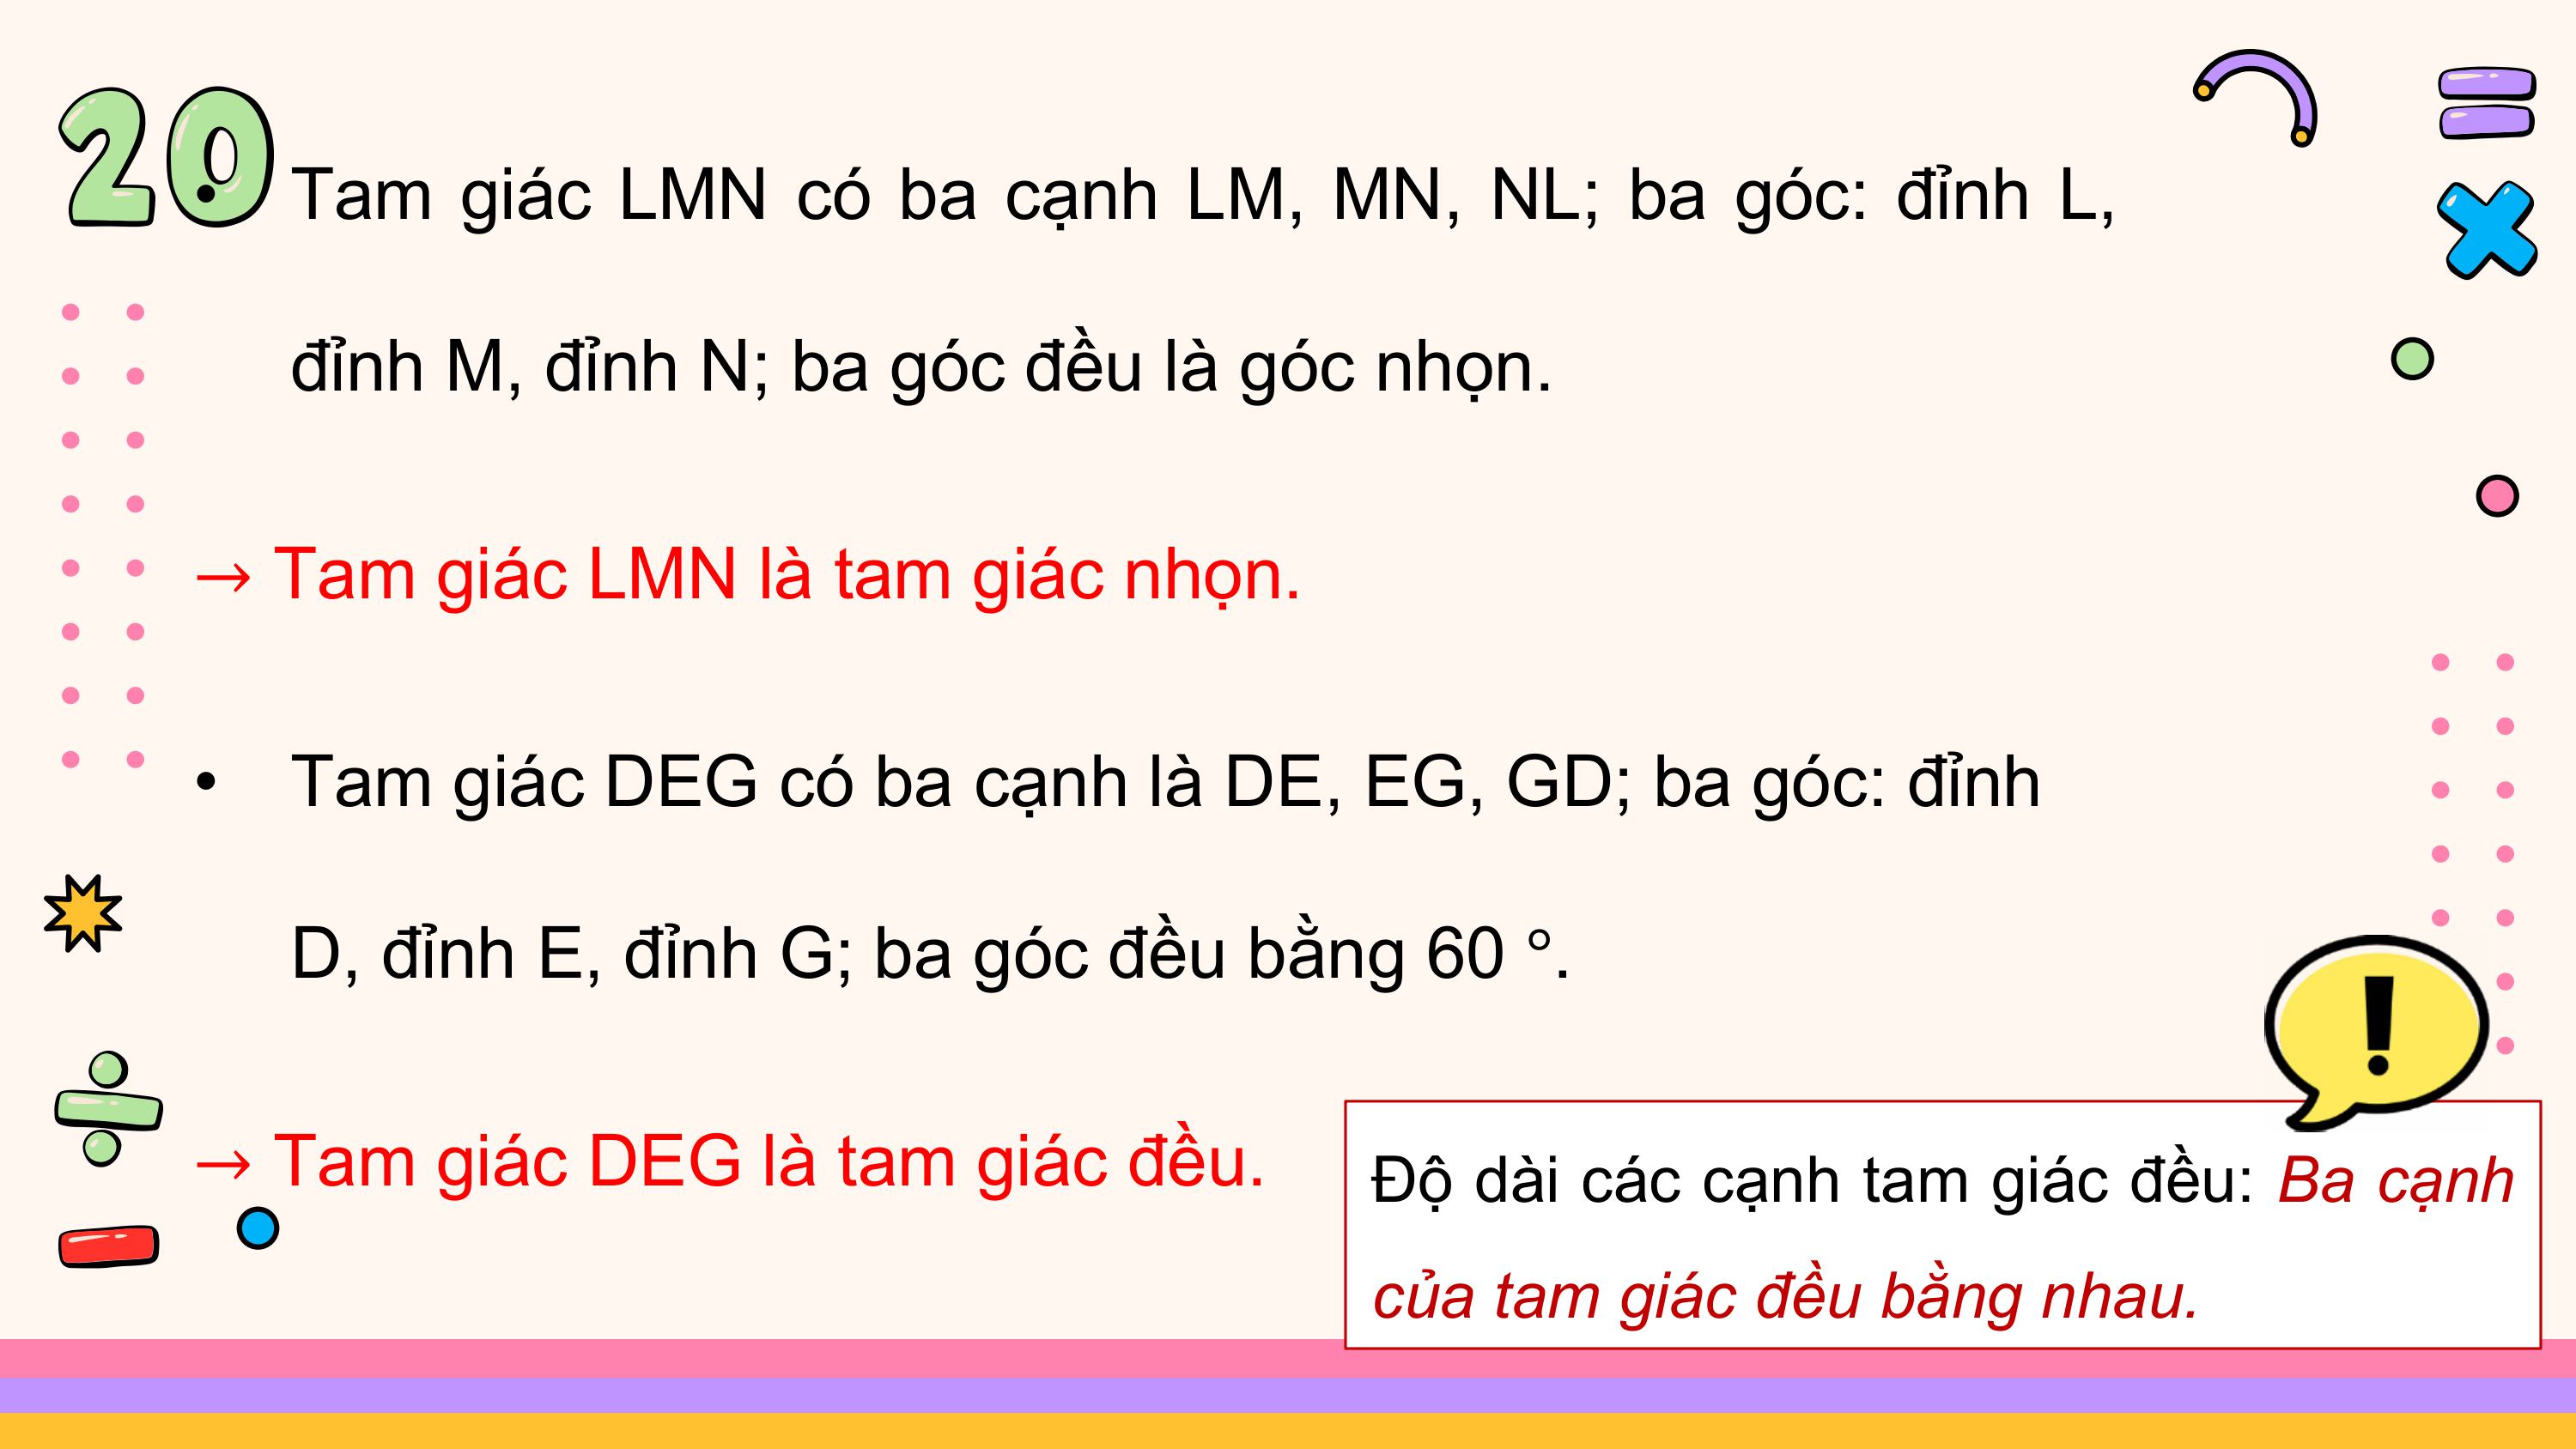 20
• Tam giác LMN có ba cạnh LM, MN, NL; ba góc: đỉnh L,
đỉnh M, đỉnh N; ba góc đều là góc nhọn.
→ Tam giác LMN là tam giác nhọn.
• Tam giác DEG có ba cạnh là DE, EG, GD; ba góc: đỉnh
D, đỉnh E, đỉnh G; ba góc đều bằng 60 °.
→ Tam giác DEG là tam giác đều.
!
Độ dài các cạnh tam giác đều: Ba cạnh
của tam giác đều bằng nhau.